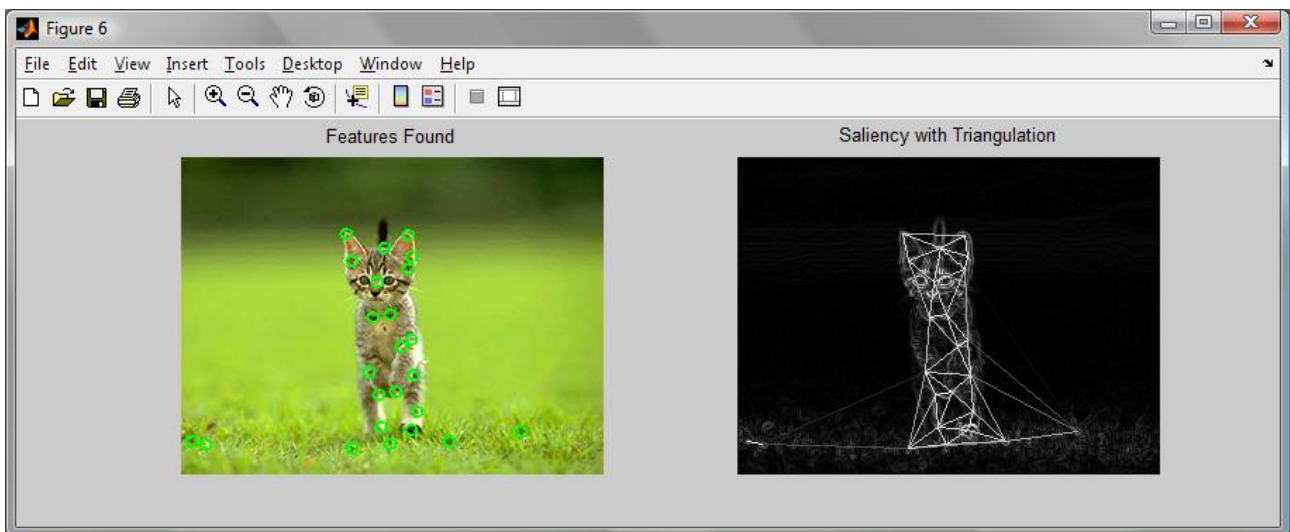 Figure 6
File Edit View Insert Tools Desktop Window Help
Features Found
Saliency with Triangulation